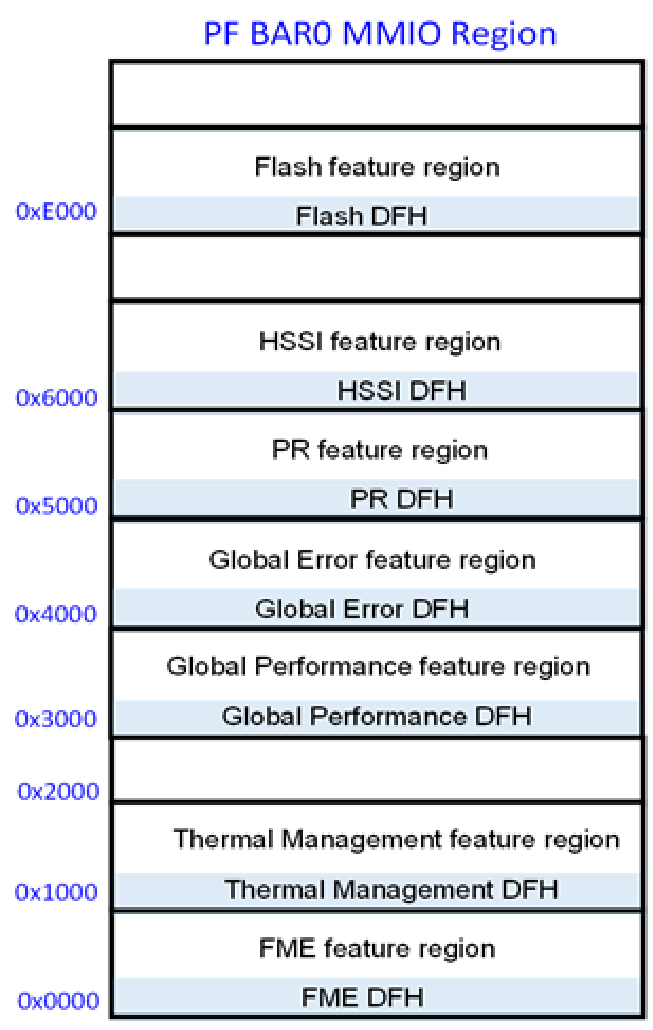 PF BAR0 MMIO Region
Flash feature region
0xE000
Flash DFH
HSSI feature region
0x6000
HSSI DFH
PR feature region
0x5000
PR DFH
Global Error feature region
0x4000
Global Error DFH
Global Performance feature region
0x3000
Global Performance DFH
0x2000
Thermal Management feature region
0x1000
Thermal Management DFH
FME feature region
0x0000
FME DFH